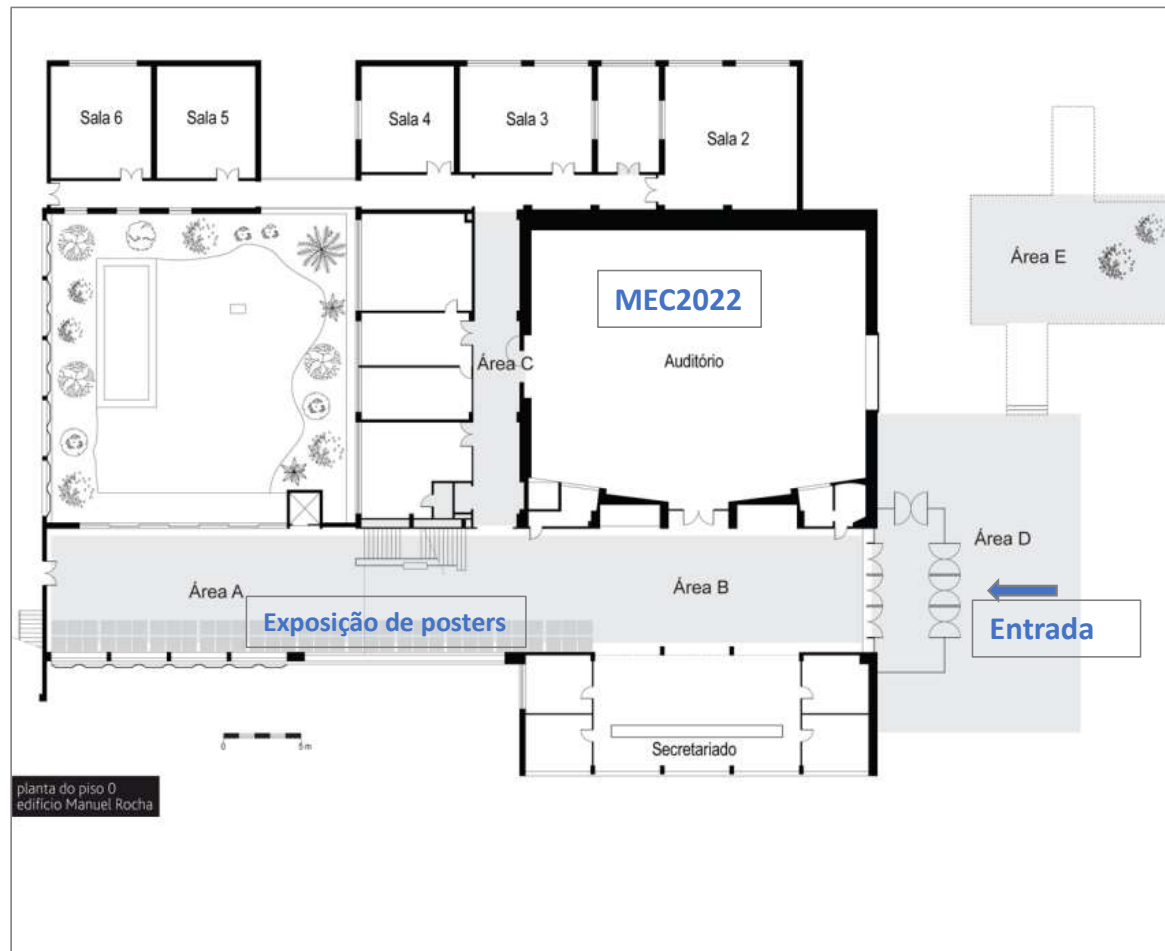 Sala 6
Sala 5
Sala 4
Sala 3
Sala 2
Área E
MEC2022
Área C
Auditório
Área D
Área A
Área B
Exposição de posters
Entrada
0
5 m
Secretariado
planta do piso 0
edifício Manuel Rocha